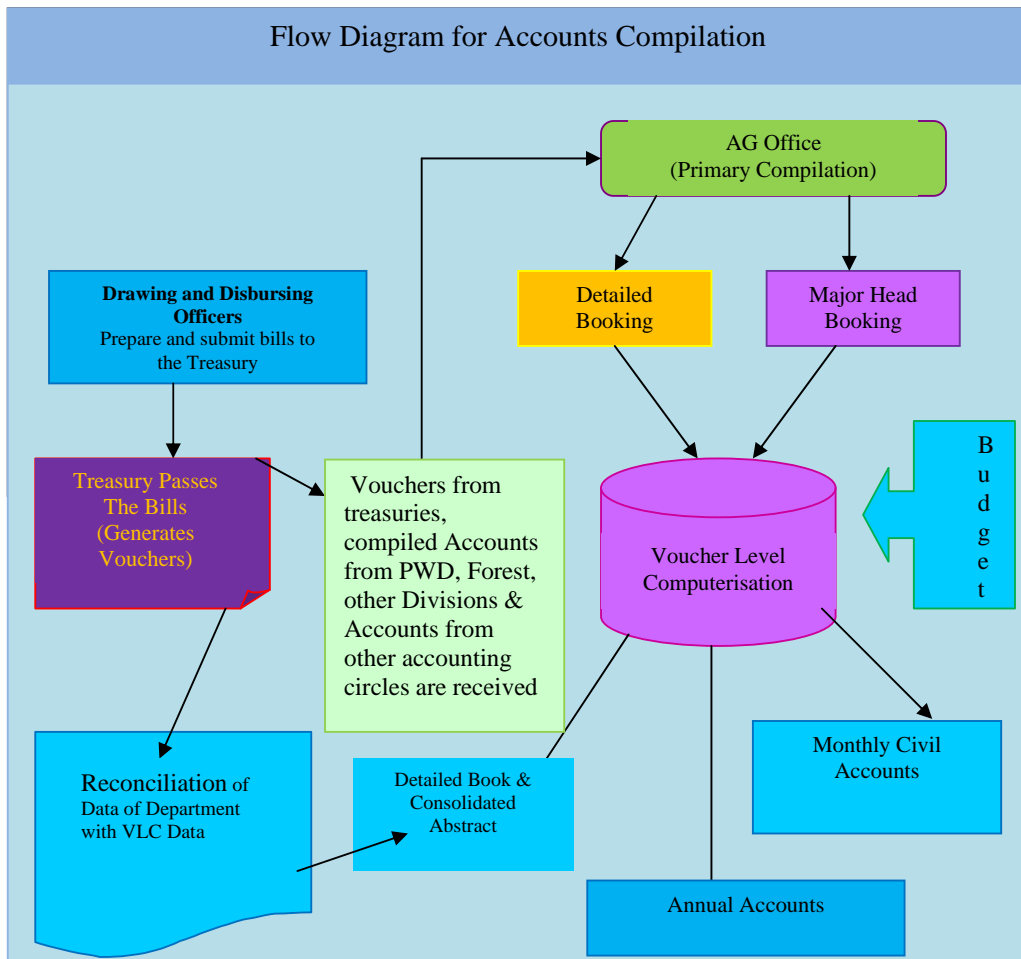 Flow Diagram for Accounts Compilation
AG Office
(Primary Compilation)
Drawing and Disbursing
Officers
Prepare and submit bills to
the Treasury
Detailed
Booking
Major Head
Booking
Treasury Passes
The Bills
(Generates
Vouchers)
Vouchers from
treasuries,
compiled Accounts
from PWD, Forest,
other Divisions &
Accounts from
other accounting
circles are received
Voucher Level
Computerisation
B
u
d
g
e
t
Reconciliation of
Data of Department
with VLC Data
Detailed Book &
Consolidated
Abstract
Monthly Civil
Accounts
Annual Accounts